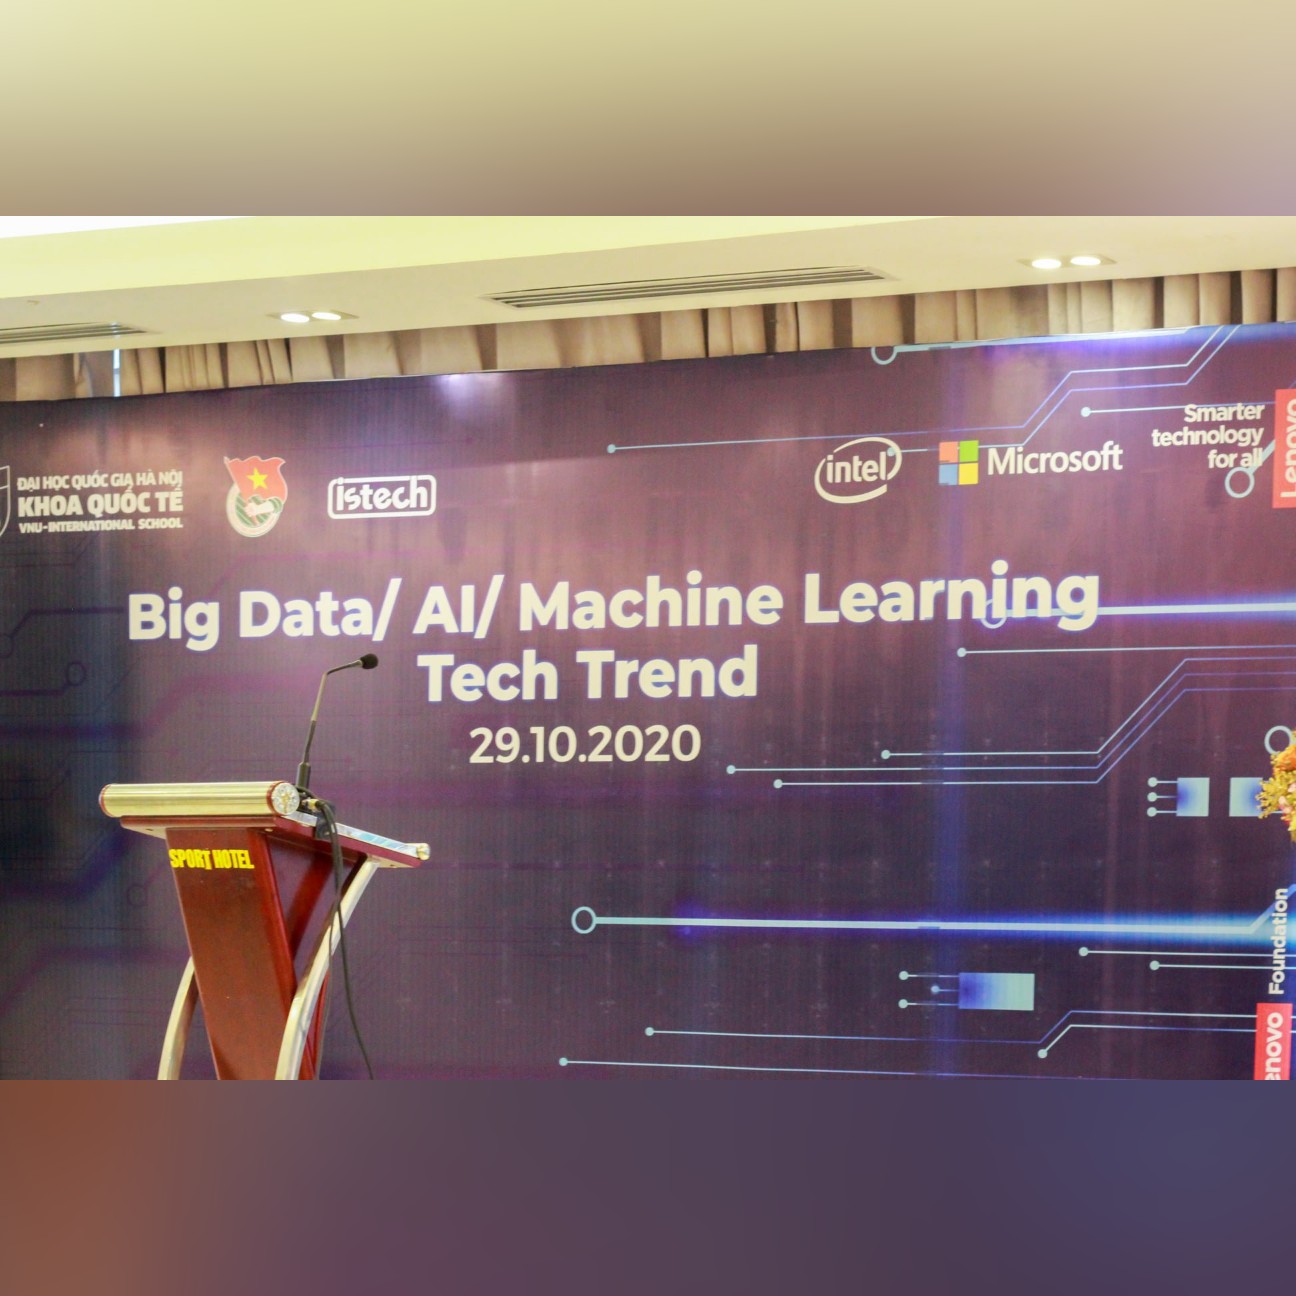 ĐẠI HỌC QUỐC GIA HÀ NỘI
KHOA QUỐC TẾ
VNU-INTERNATIONAL SCHOOL
istech
intel
Microsoft
Smarter
technology
for all
Lenovo
Big Data/ AI/ Machine Learning
Tech Trend
29.10.2020
SPORT HOTEL
Foundation
enovo